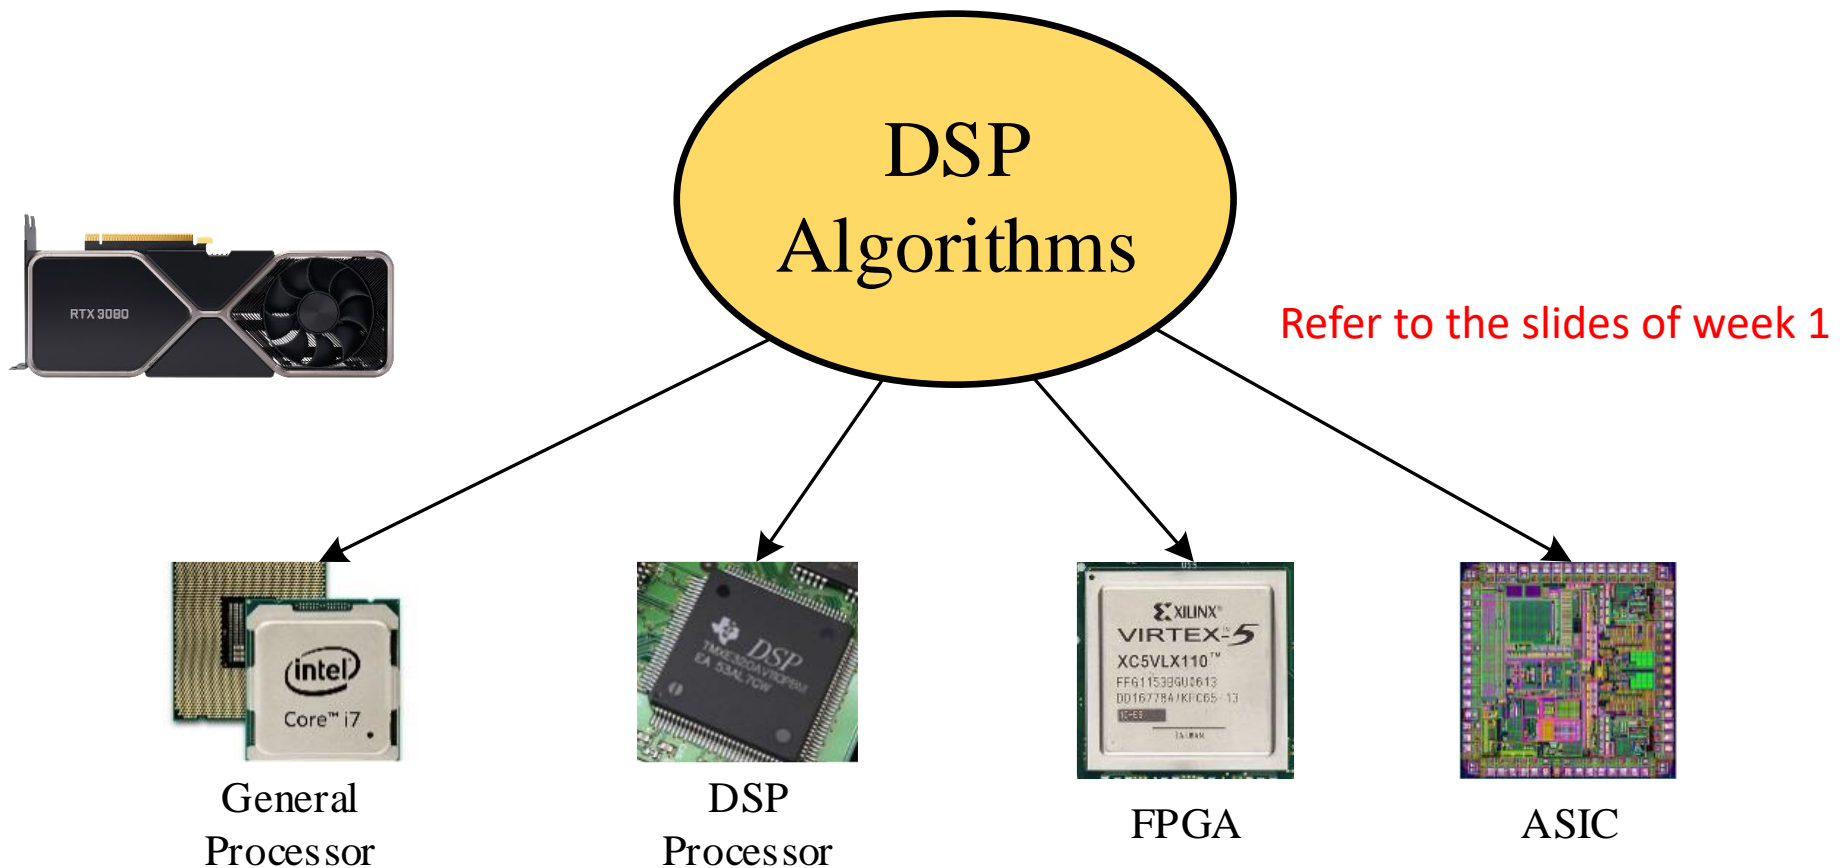 DSP
Algorithms
RTX 3080
Refer to the slides of week 1
intel
Core™ i7
DSP
XILINX®
VIRTEX-5
XC5VLX110™
TAIWAN
General
Processor
DSP
Processor
FPGA
ASIC